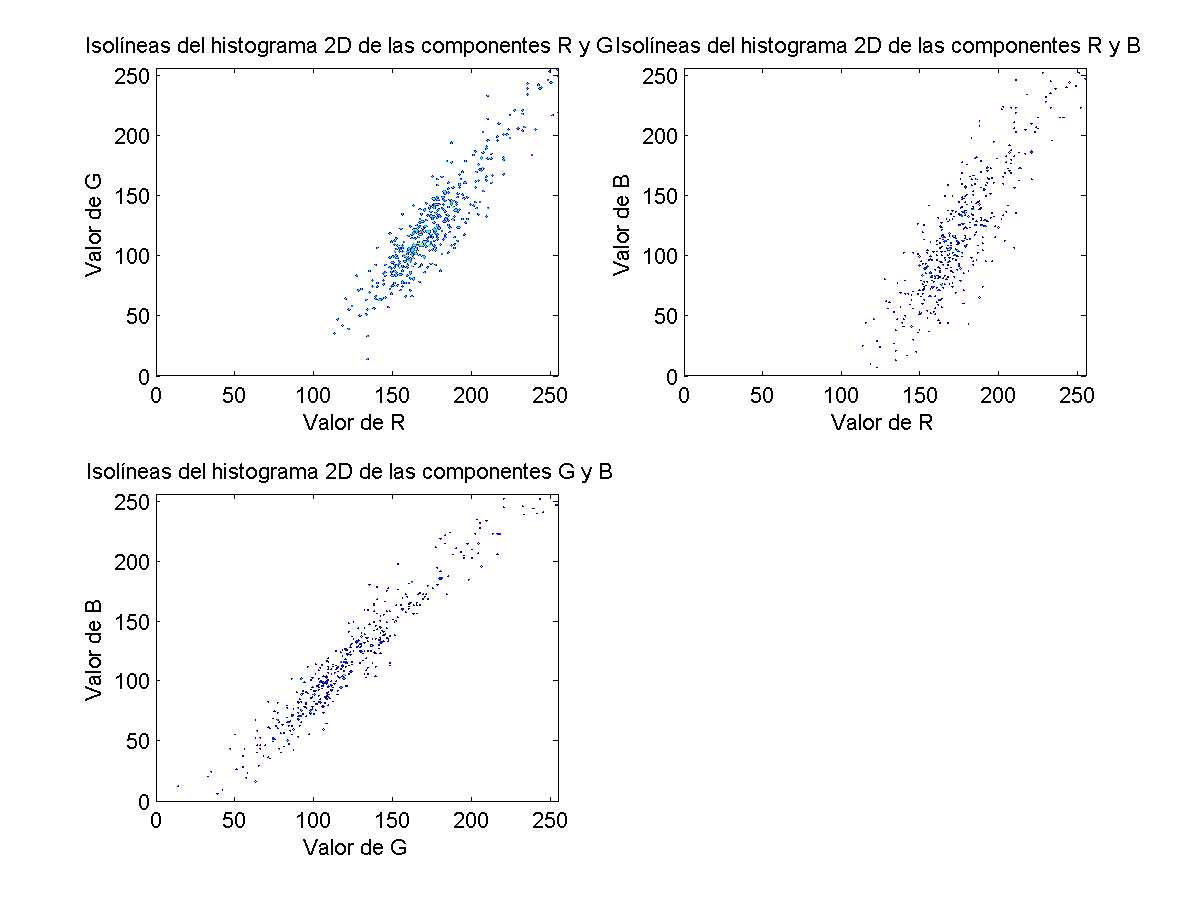 Isolíneas del histograma 2D de las componentes R y G
250
200
150
100
50
0
Valor de G
0 50 100 150 200 250
Valor de R
Isolíneas del histograma 2D de las componentes R y B
250
200
150
100
50
0
Valor de B
0 50 100 150 200 250
Valor de R
Isolíneas del histograma 2D de las componentes G y B
250
200
150
100
50
0
Valor de B
0 50 100 150 200 250
Valor de G